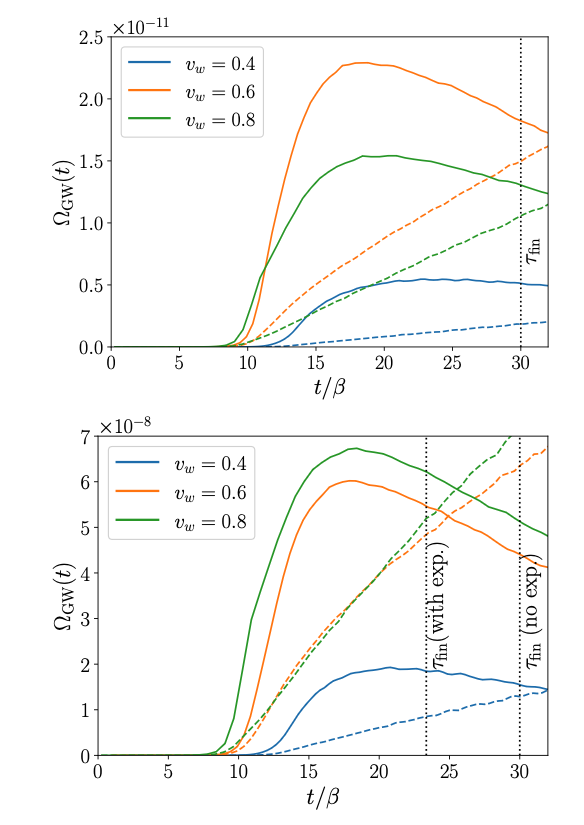 ×10⁻¹¹
2.5
2.0
1.5
1.0
0.5
0.0
Ω_GW(t)
v_w = 0.4
v_w = 0.6
v_w = 0.8
τ_fin
0 5 10 15 20 25 30
t/β
×10⁻⁸
7
6
5
4
3
2
1
0
Ω_GW(t)
v_w = 0.4
v_w = 0.6
v_w = 0.8
τ_fin(with exp.)
τ_fin (no exp.)
0 5 10 15 20 25 30
t/β